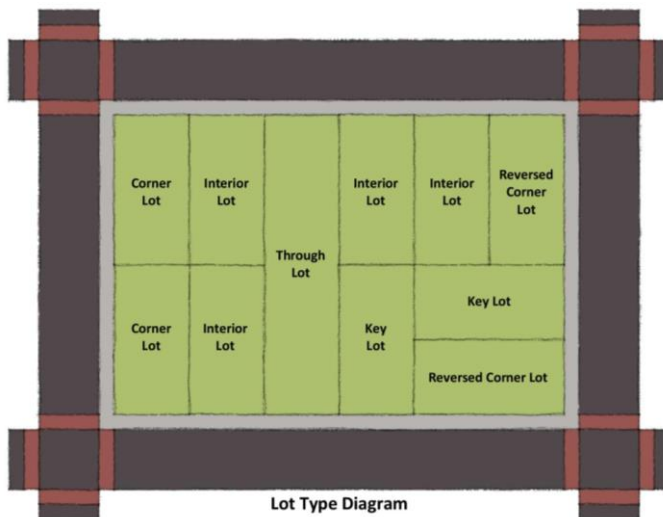 Corner
Lot
Interior
Lot
Through
Lot
Interior
Lot
Interior
Lot
Reversed
Corner
Lot
Corner
Lot
Interior
Lot
Key
Lot
Key Lot
Reversed Corner Lot
Lot Type Diagram